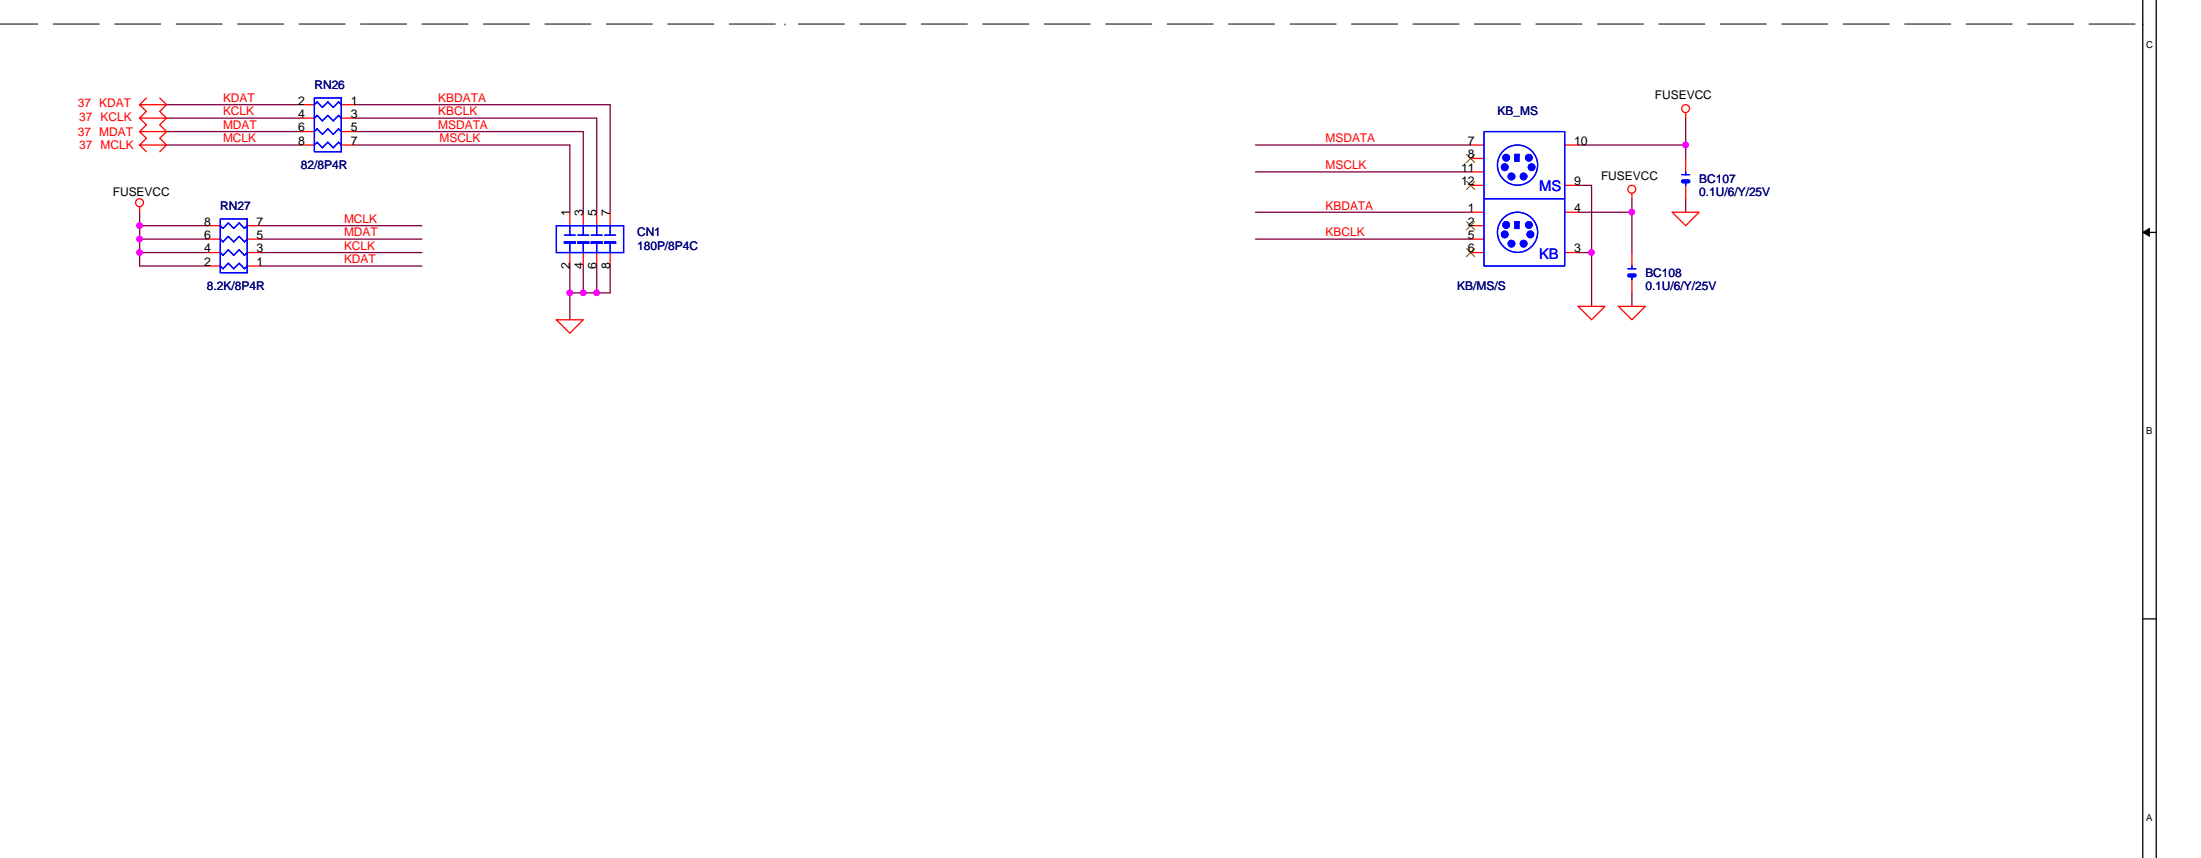 C
RN26
37 KDAT KDAT 2 1 KBDATA
37 KCLK KCLK 4 3 KBCLK
37 MDAT MDAT 6 5 MSDATA
37 MCLK MCLK 8 7 MSCLK
82/8P4R
FUSEVCC
RN27
8 7 MCLK
6 5 MDAT
4 3 KCLK
2 1 KDAT
8.2K/8P4R
1 3 5 7
CN1
180P/8P4C
2 4 6 8
FUSEVCC
KB_MS
MSDATA 7 10
8
MSCLK 11
12 MS 9
FUSEVCC
BC107
0.1U/6/Y/25V
KBDATA 1 4
2
KBCLK 5
6 KB 3
KB/MS/S
BC108
0.1U/6/Y/25V
B
A